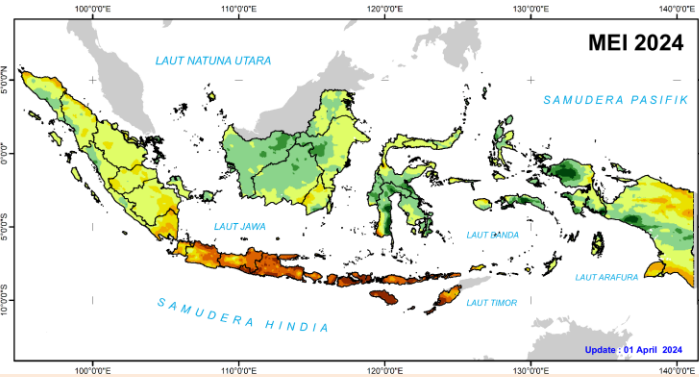 100°0'0"E 110°0'0"E 120°0'0"E 130°0'0"E 140°0'0"E
MEI 2024
LAUT NATUNA UTARA
SAMUDERA PASIFIK
5°0'0"N
0°0'0"
5°0'0"S
10°0'0"S
LAUT JAWA
LAUT BANDA
LAUT ARAFURA
LAUT TIMOR
SAMUDERA HINDIA
Update : 01 April 2024
100°0'0"E 110°0'0"E 120°0'0"E 130°0'0"E 140°0'0"E